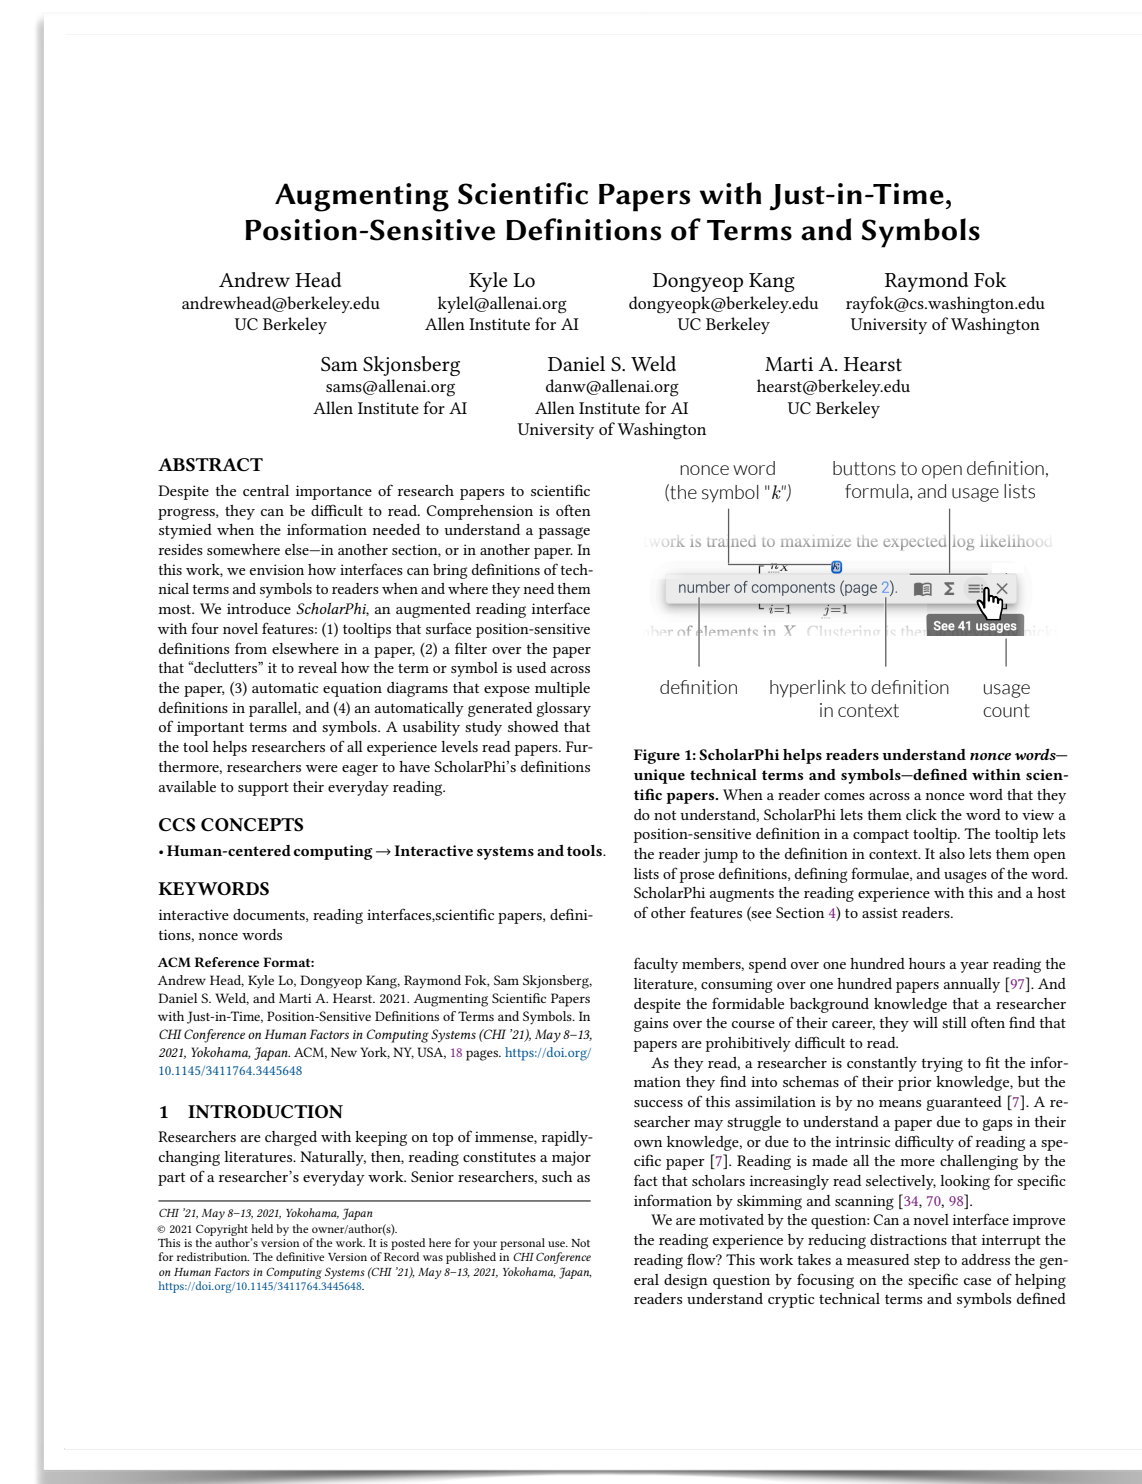 Augmenting Scientific Papers with Just-in-Time,
Position-Sensitive Definitions of Terms and Symbols
Andrew Head
andrewhead@berkeley.edu
UC Berkeley
Kyle Lo
kylel@allenai.org
Allen Institute for AI
Dongyeop Kang
dongyeopk@berkeley.edu
UC Berkeley
Raymond Fok
rayfok@cs.washington.edu
University of Washington
Sam Skjonsberg
sams@allenai.org
Allen Institute for AI
Daniel S. Weld
danw@allenai.org
Allen Institute for AI
University of Washington
Marti A. Hearst
hearst@berkeley.edu
UC Berkeley
ABSTRACT
Despite the central importance of research papers to scientific
progress, they can be difficult to read. Comprehension is often
stymied when the information needed to understand a passage
resides somewhere else—in another section, or in another paper. In
this work, we envision how interfaces can bring definitions of tech-
nical terms and symbols to readers when and where they need them
most. We introduce ScholarPhi, an augmented reading interface
with four novel features: (1) tooltips that surface position-sensitive
definitions from elsewhere in a paper, (2) a filter over the paper
that “declutters” it to reveal how the term or symbol is used across
the paper, (3) automatic equation diagrams that expose multiple
definitions in parallel, and (4) an automatically generated glossary
of important terms and symbols. A usability study showed that
the tool helps researchers of all experience levels read papers. Fur-
thermore, researchers were eager to have ScholarPhi’s definitions
available to support their everyday reading.
CCS CONCEPTS
• Human-centered computing → Interactive systems and tools.
KEYWORDS
interactive documents, reading interfaces,scientific papers, defini-
tions, nonce words
ACM Reference Format:
Andrew Head, Kyle Lo, Dongyeop Kang, Raymond Fok, Sam Skjonsberg,
Daniel S. Weld, and Marti A. Hearst. 2021. Augmenting Scientific Papers
with Just-in-Time, Position-Sensitive Definitions of Terms and Symbols. In
CHI Conference on Human Factors in Computing Systems (CHI ’21), May 8–13,
2021, Yokohama, Japan. ACM, New York, NY, USA, 18 pages. https://doi.org/
10.1145/3411764.3445648
1 INTRODUCTION
Researchers are charged with keeping on top of immense, rapidly-
changing literatures. Naturally, then, reading constitutes a major
part of a researcher’s everyday work. Senior researchers, such as
CHI ’21, May 8–13, 2021, Yokohama, Japan
© 2021 Copyright held by the owner/author(s).
This is the author’s version of the work. It is posted here for your personal use. Not
for redistribution. The definitive Version of Record was published in CHI Conference
on Human Factors in Computing Systems (CHI ’21), May 8–13, 2021, Yokohama, Japan,
https://doi.org/10.1145/3411764.3445648.
nonce word
(the symbol "k")
buttons to open definition,
formula, and usage lists
work is trained to maximize the expected log likelihood
k
number of components (page 2). Σ
i=1 j=1
ber of elements in X. Clustering is
See 41 usages
definition
hyperlink to definition
in context
usage
count
Figure 1: ScholarPhi helps readers understand nonce words—
unique technical terms and symbols—defined within scien-
tific papers. When a reader comes across a nonce word that they
do not understand, ScholarPhi lets them click the word to view a
position-sensitive definition in a compact tooltip. The tooltip lets
the reader jump to the definition in context. It also lets them open
lists of prose definitions, defining formulae, and usages of the word.
ScholarPhi augments the reading experience with this and a host
of other features (see Section 4) to assist readers.
faculty members, spend over one hundred hours a year reading the
literature, consuming over one hundred papers annually [97]. And
despite the formidable background knowledge that a researcher
gains over the course of their career, they will still often find that
papers are prohibitively difficult to read.
As they read, a researcher is constantly trying to fit the infor-
mation they find into schemas of their prior knowledge, but the
success of this assimilation is by no means guaranteed [7]. A re-
searcher may struggle to understand a paper due to gaps in their
own knowledge, or due to the intrinsic difficulty of reading a spe-
cific paper [7]. Reading is made all the more challenging by the
fact that scholars increasingly read selectively, looking for specific
information by skimming and scanning [34, 70, 98].
We are motivated by the question: Can a novel interface improve
the reading experience by reducing distractions that interrupt the
reading flow? This work takes a measured step to address the gen-
eral design question by focusing on the specific case of helping
readers understand cryptic technical terms and symbols defined